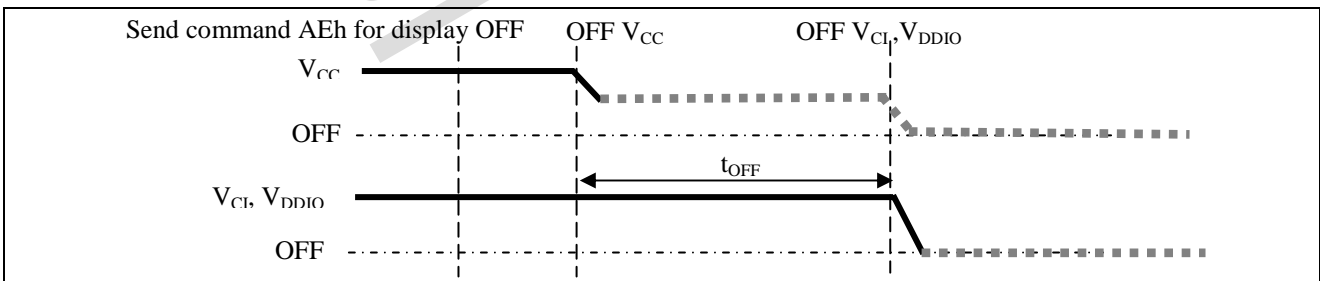 Send command AEh for display OFF OFF VCC OFF VCI, VDDIO
VCC
OFF
tOFF
VCI, VDDIO
OFF